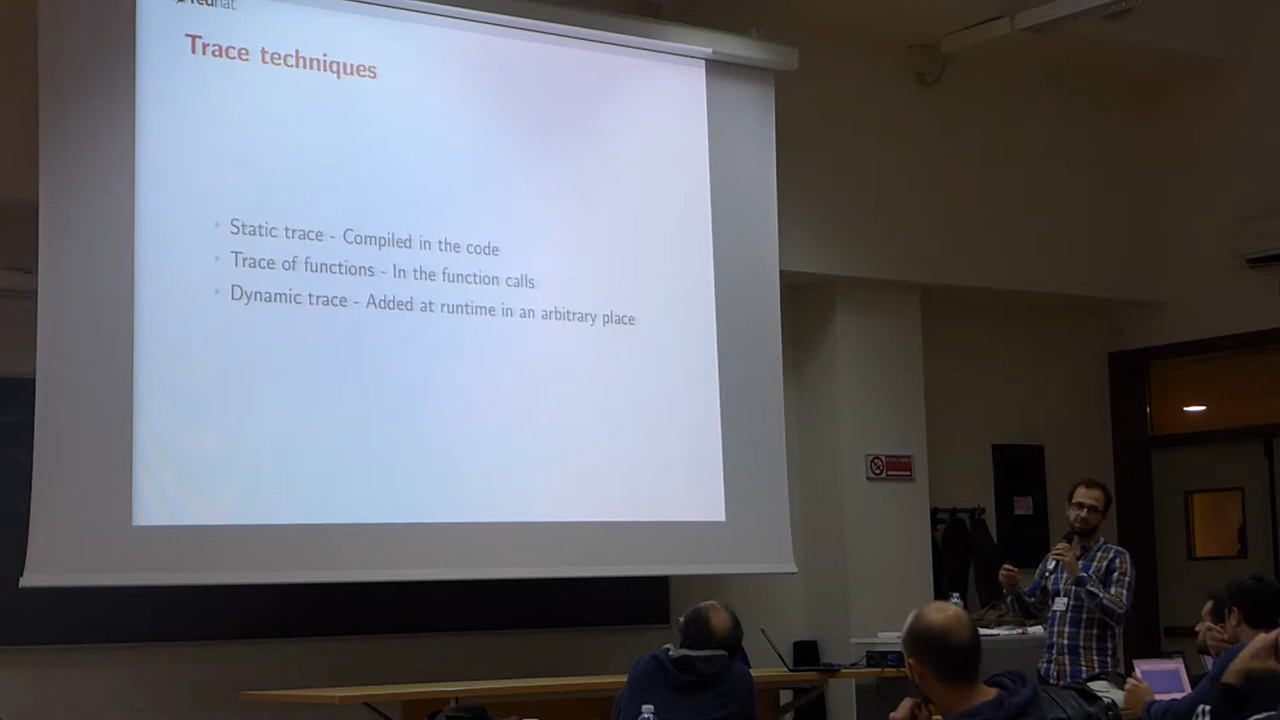 redhat.
Trace techniques
Static trace - Compiled in the code
Trace of functions - In the function calls
Dynamic trace - Added at runtime in an arbitrary place